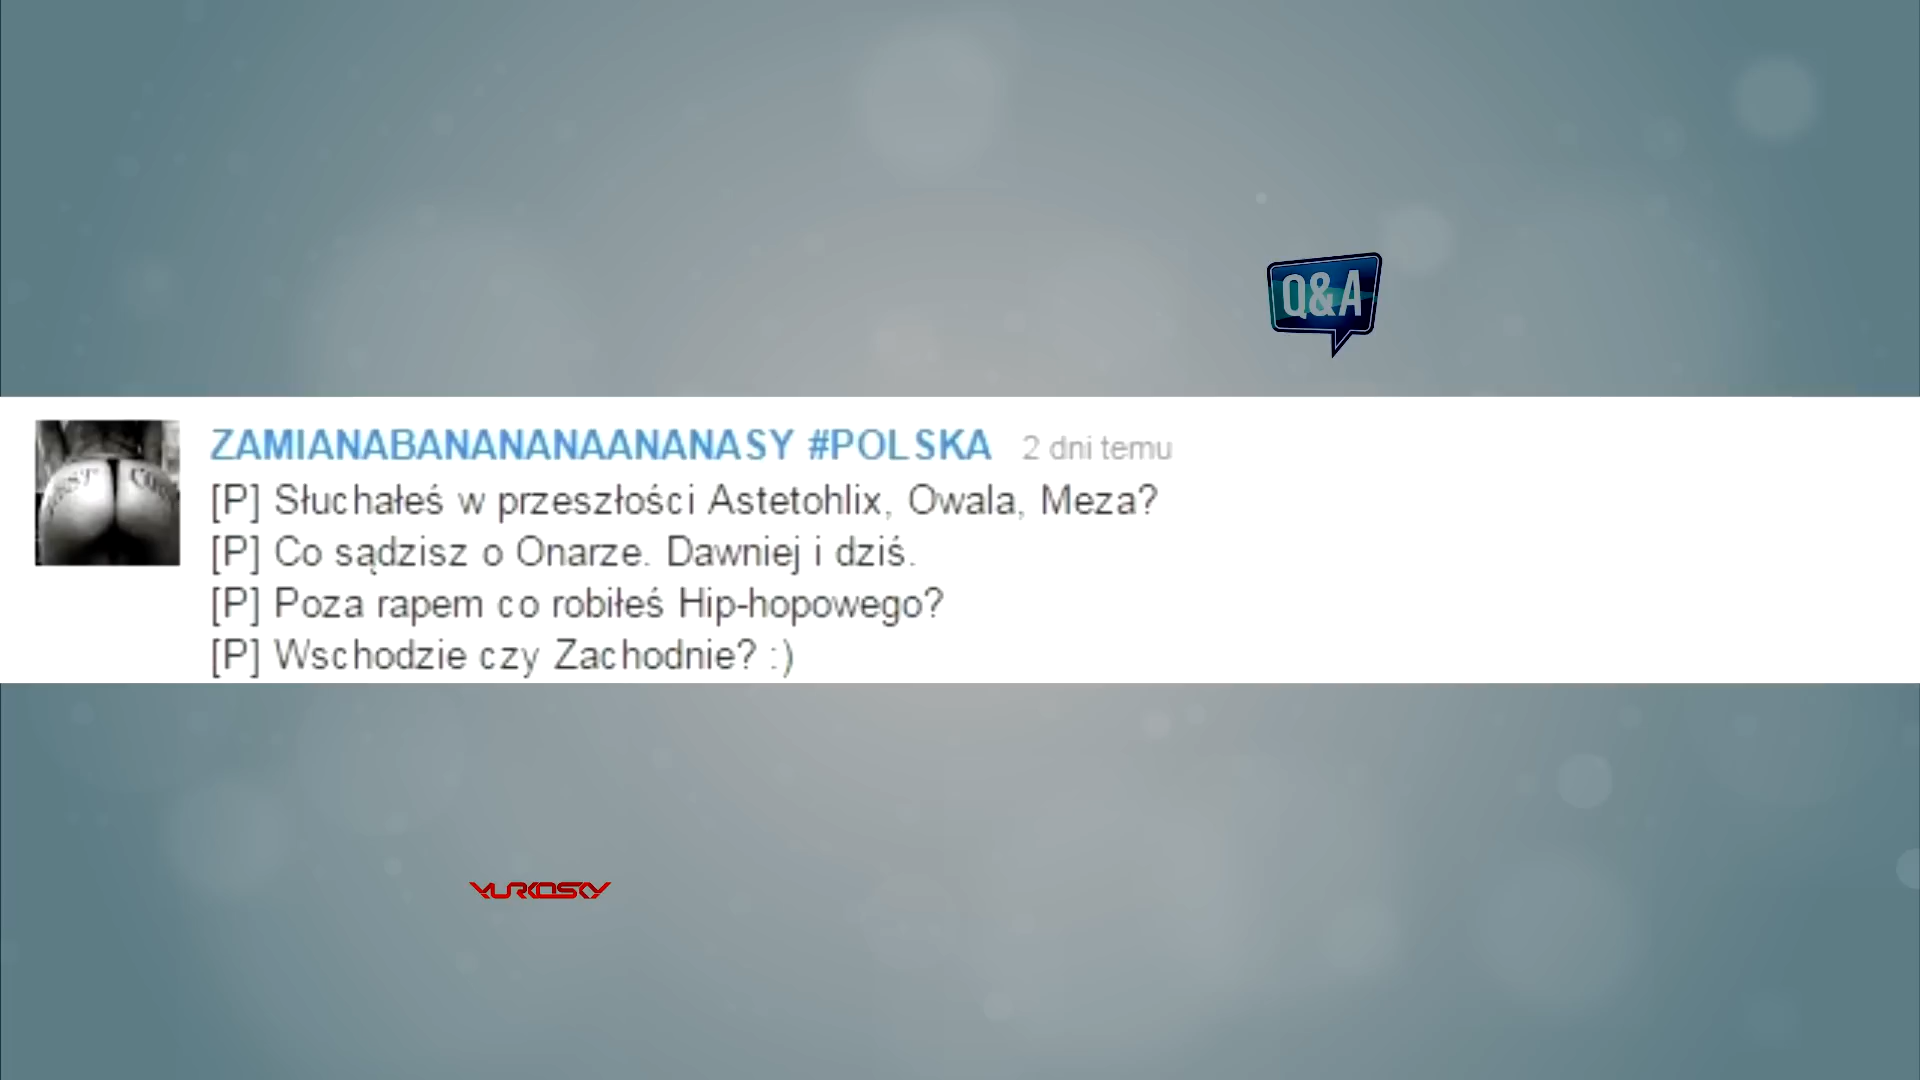 Q&A
ZAMIANABANANANAANANASY #POLSKA 2 dni temu
[P] Słuchałeś w przeszłości Astetohlix, Owala, Meza?
[P] Co sądzisz o Onarze. Dawniej i dziś.
[P] Poza rapem co robiłeś Hip-hopowego?
[P] Wschodzie czy Zachodnie? :)
YURKOSKY